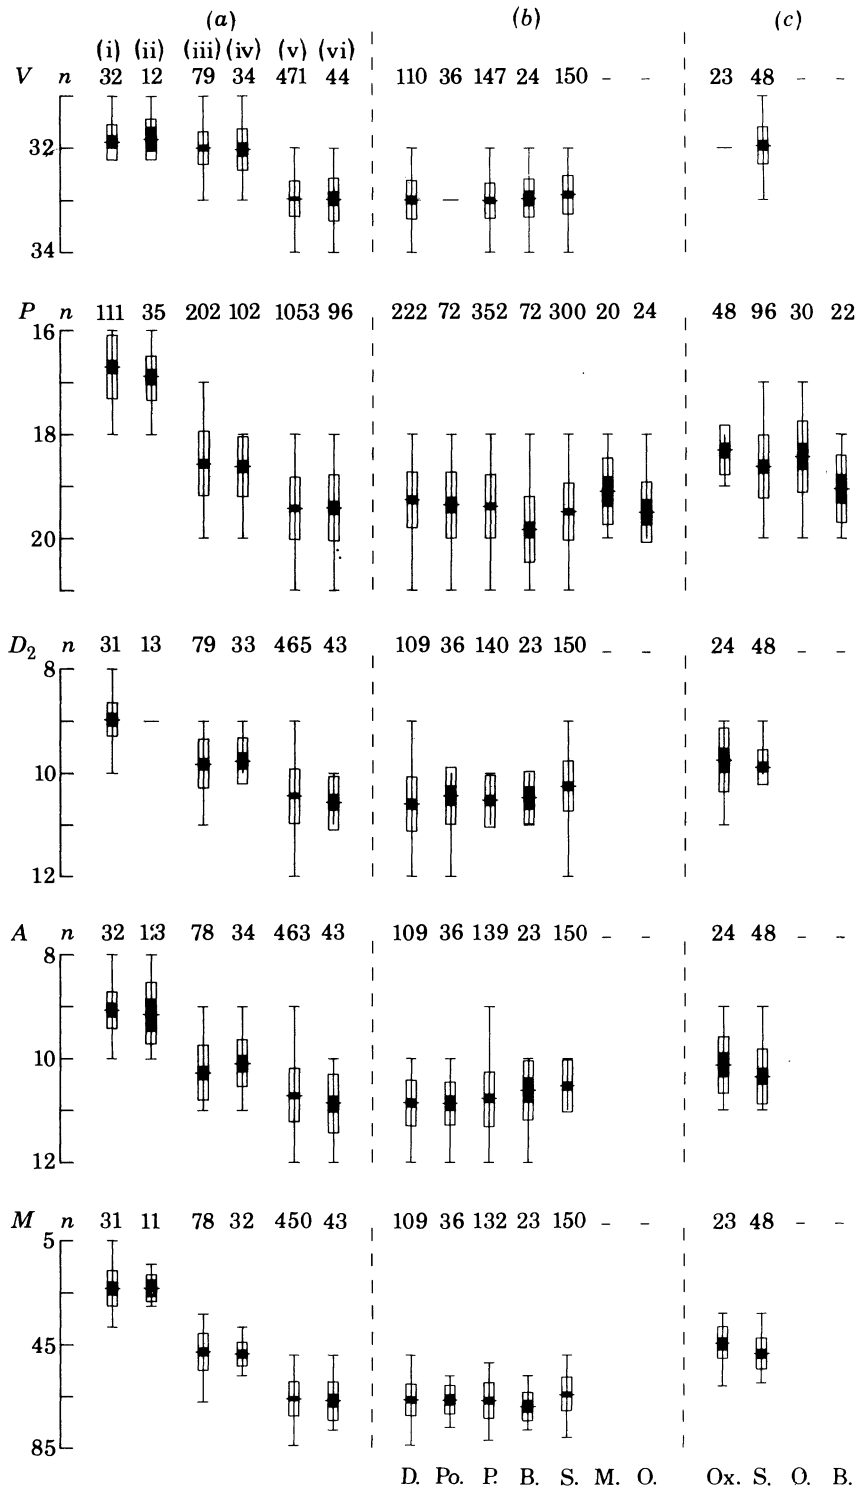 (a) (b) (c)
(i) (ii) (iii) (iv) (v) (vi)
V n 32 12 79 34 471 44 110 36 147 24 150 – – 23 48 – –
32
34
P n 111 35 202 102 1053 96 222 72 352 72 300 20 24 48 96 30 22
16
18
20
D2 n 31 13 79 33 465 43 109 36 140 23 150 – – 24 48 – –
8
10
12
A n 32 13 78 34 463 43 109 36 139 23 150 – – 24 48 – –
8
10
12
M n 31 11 78 32 450 43 109 36 132 23 150 – – 23 48 – –
5
45
85
D. Po. P. B. S. M. O. Ox. S. O. B.